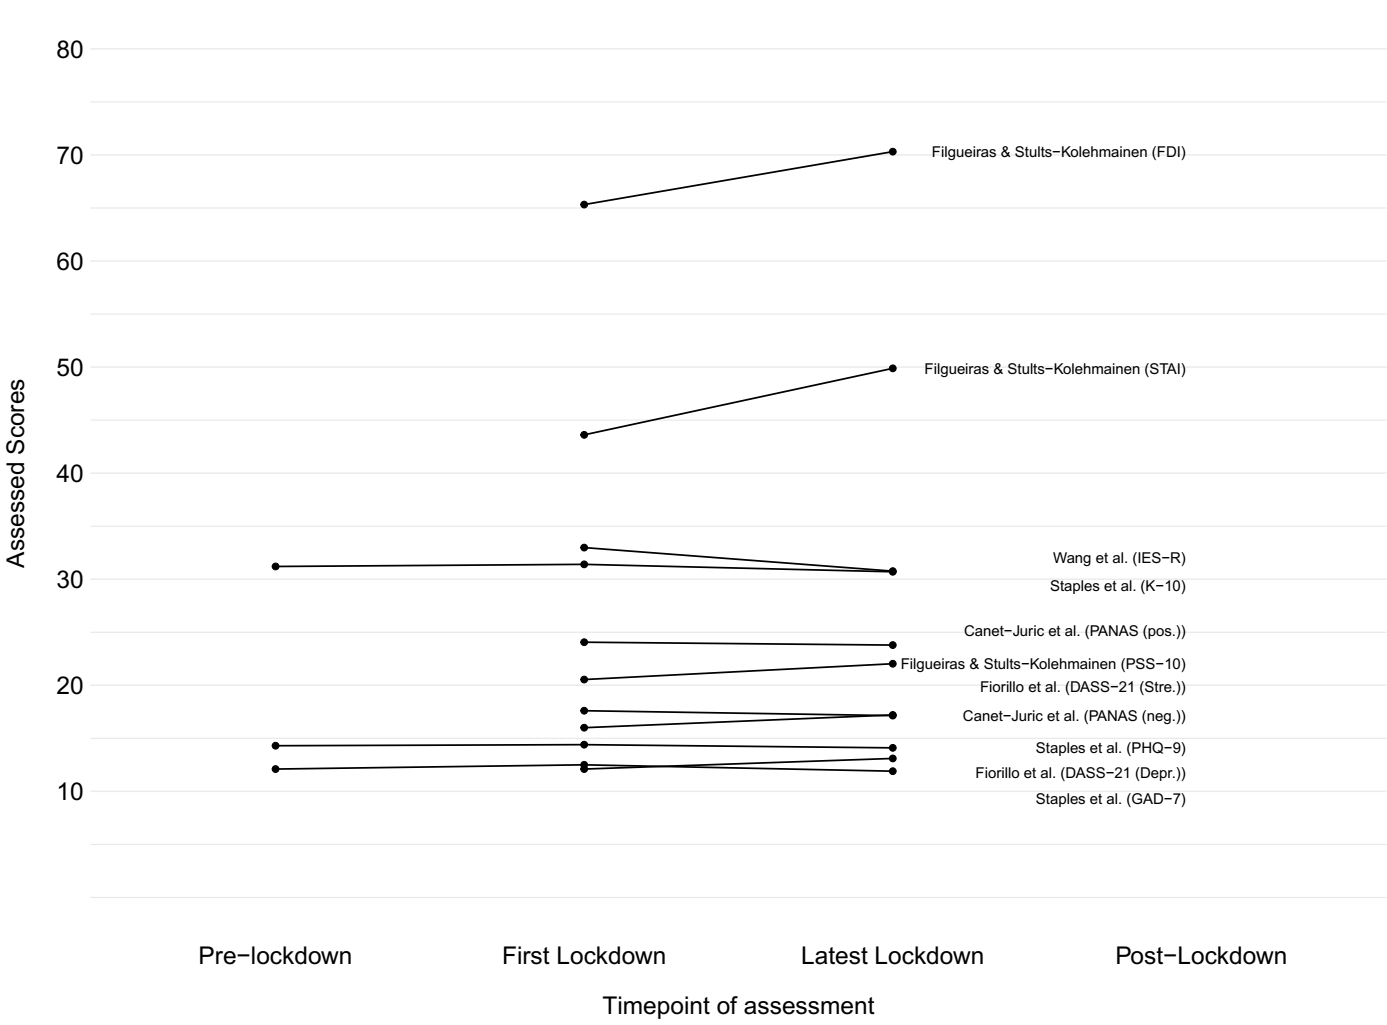 80
70
Filgueiras & Stults−Kolehmainen (FDI)
60
50
Filgueiras & Stults−Kolehmainen (STAI)
Assessed Scores
40
Wang et al. (IES−R)
30
Staples et al. (K−10)
Canet−Juric et al. (PANAS (pos.))
Filgueiras & Stults−Kolehmainen (PSS−10)
20
Fiorillo et al. (DASS−21 (Stre.))
Canet−Juric et al. (PANAS (neg.))
Staples et al. (PHQ−9)
Fiorillo et al. (DASS−21 (Depr.))
10
Staples et al. (GAD−7)
Pre−lockdown First Lockdown Latest Lockdown Post−Lockdown
Timepoint of assessment